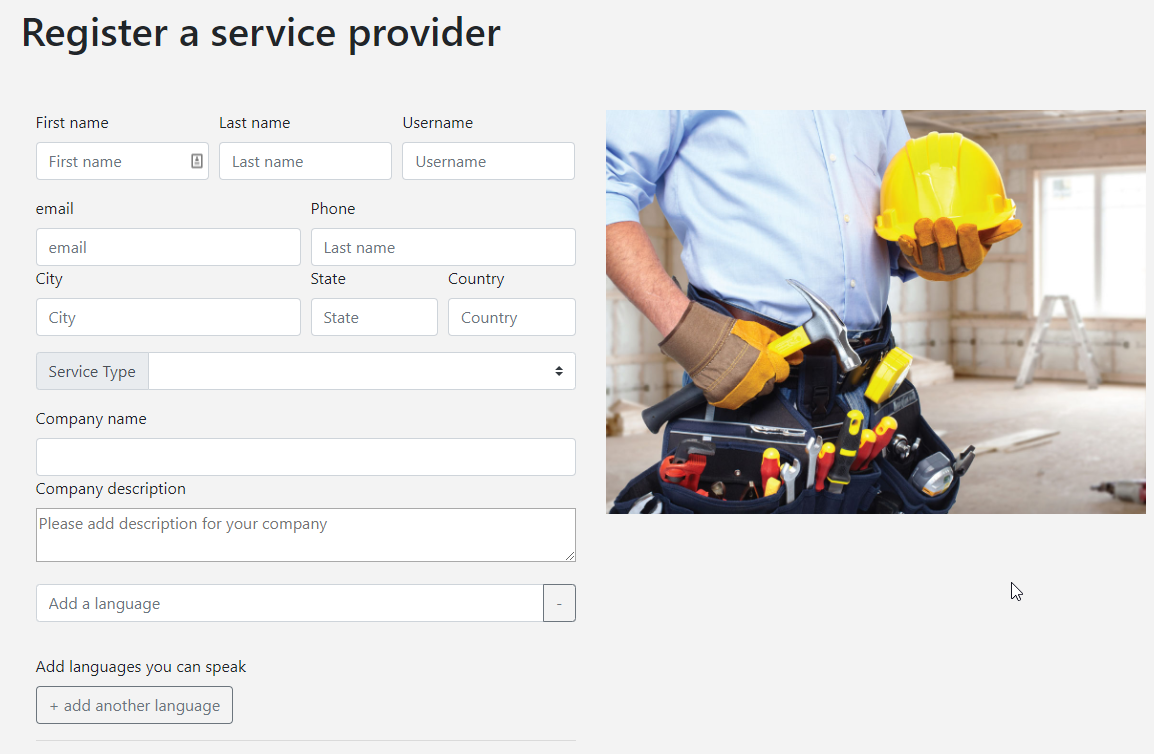 Register a service provider
First name Last name Username
First name Last name Username
email Phone
email Last name
City State Country
City State Country
Service Type
Company name
Company description
Please add description for your company
Add a language -
Add languages you can speak
+ add another language